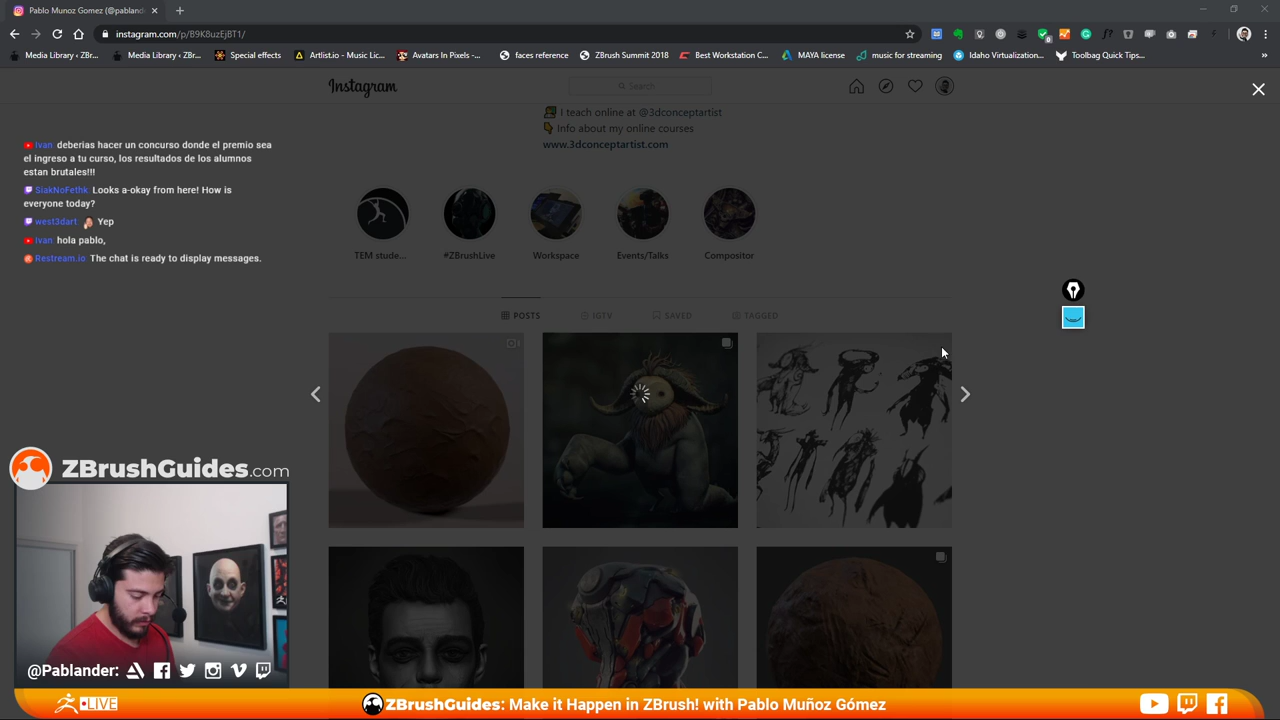 Pablo Munoz Gomez (@pabland
instagram.com/p/B9K8uzEjBT1/
Media Library ‹ ZBr...
Media Library ‹ ZBr...
Special effects
Artlist.io - Music Lic...
Avatars In Pixels -...
faces reference
ZBrush Summit 2018
Best Workstation C...
MAYA license
music for streaming
Idaho Virtualization...
Toolbag Quick Tips...
Instagram
Search
I teach online at @3dconceptartist
Info about my online courses
www.3dconceptartist.com
Ivan deberias hacer un concurso donde el premio sea
el ingreso a tu curso, los resultados de los alumnos
estan brutales!!!
SlakNoFethk Looks a-okay from here! How is
everyone today?
west3dart Yep
Ivan hola pablo,
Restream.io The chat is ready to display messages.
TEM stude...
#ZBrushLive
Workspace
Events/Talks
Compositor
POSTS
IGTV
SAVED
TAGGED
ZBrushGuides.com
@Pablander:
LIVE
ZBrushGuides: Make it Happen in ZBrush! with Pablo Muñoz Gómez